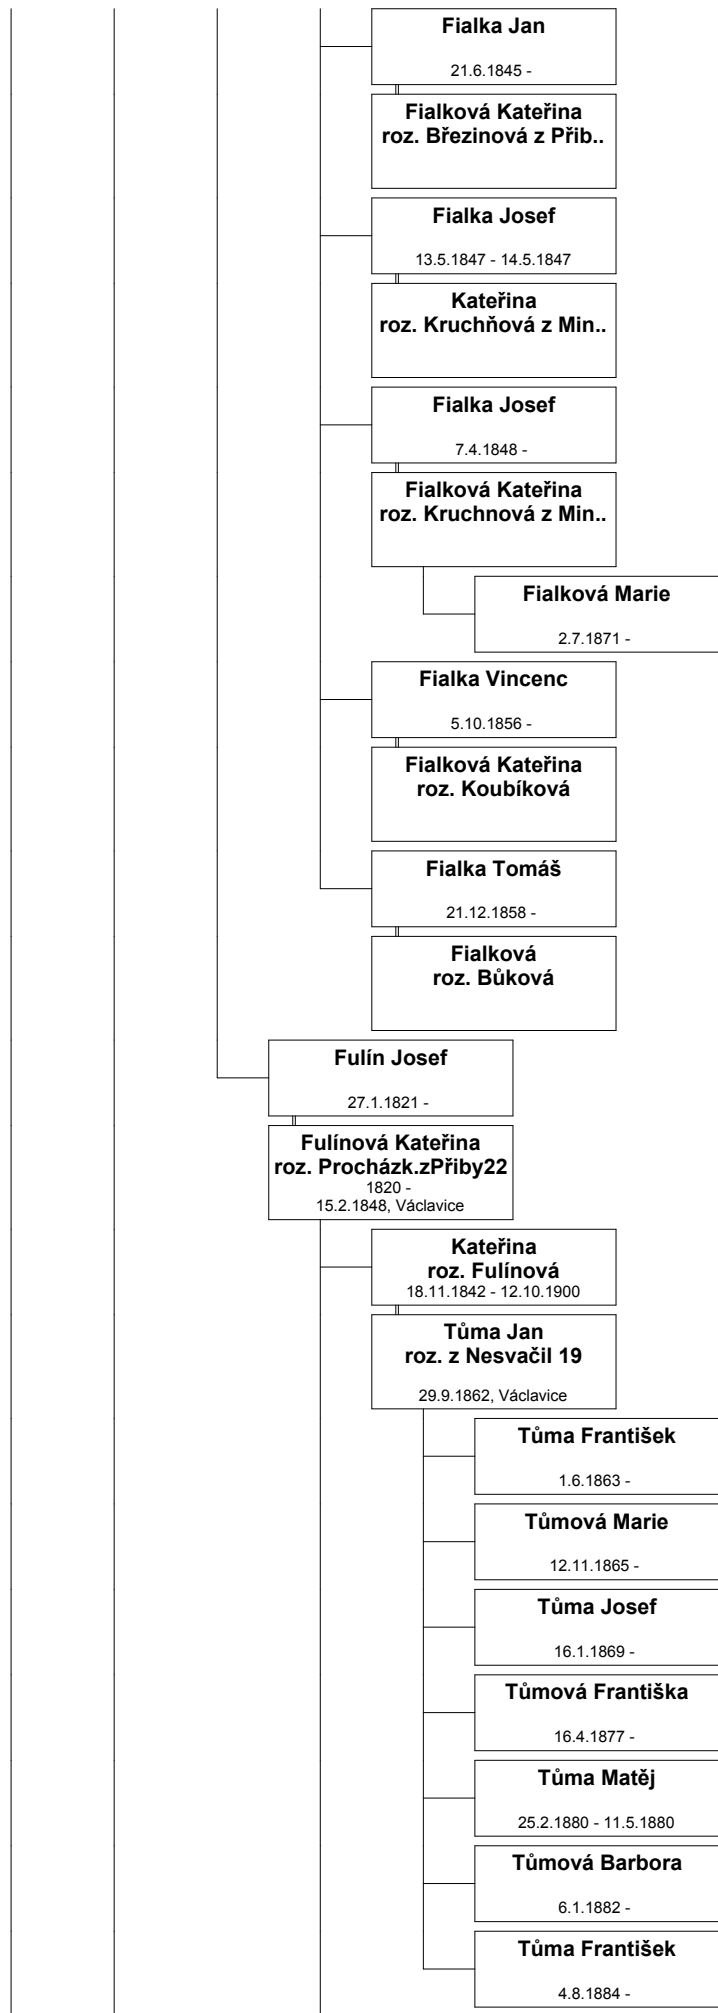 Fialka Jan
21.6.1845 -
Fialková Kateřina
roz. Březinová z Přib..
Fialka Josef
13.5.1847 - 14.5.1847
Kateřina
roz. Kruchňová z Min..
Fialka Josef
7.4.1848 -
Fialková Kateřina
roz. Kruchnová z Min..
Fialková Marie
2.7.1871 -
Fialka Vincenc
5.10.1856 -
Fialková Kateřina
roz. Koubíková
Fialka Tomáš
21.12.1858 -
Fialková
roz. Bůková
Fulín Josef
27.1.1821 -
Fulínová Kateřina
roz. Procházk.zPřiby22
1820 -
15.2.1848, Václavice
Kateřina
roz. Fulínová
18.11.1842 - 12.10.1900
Tůma Jan
roz. z Nesvačil 19
29.9.1862, Václavice
Tůma František
1.6.1863 -
Tůmová Marie
12.11.1865 -
Tůma Josef
16.1.1869 -
Tůmová Františka
16.4.1877 -
Tůma Matěj
25.2.1880 - 11.5.1880
Tůmová Barbora
6.1.1882 -
Tůma František
4.8.1884 -